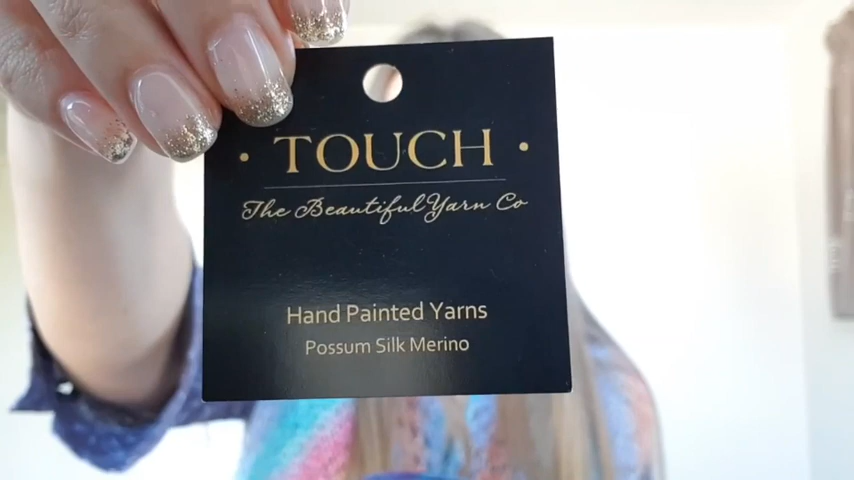 · TOUCH ·
The Beautiful Yarn Co
Hand Painted Yarns
Possum Silk Merino